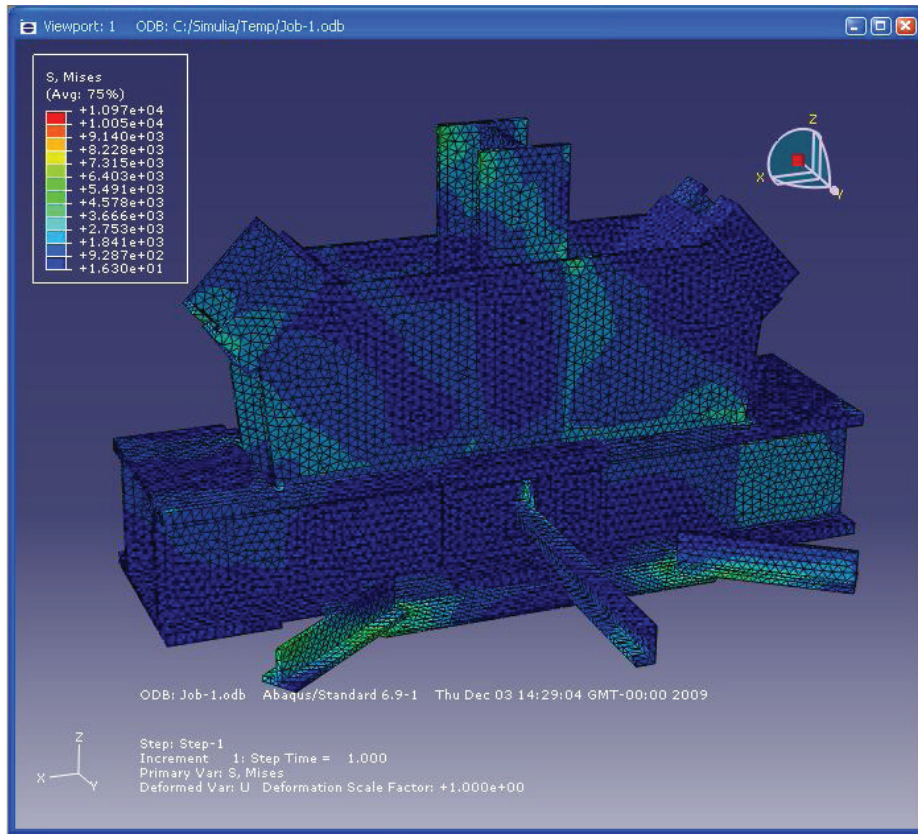 Viewport: 1 ODB: C:/Simulia/Temp/Job-1.odb
S, Mises
(Avg: 75%)
+1.097e+04
+1.005e+04
+9.140e+03
+8.228e+03
+7.315e+03
+6.403e+03
+5.491e+03
+4.578e+03
+3.666e+03
+2.753e+03
+1.841e+03
+9.287e+02
+1.630e+01
Z
X
Y
ODB: Job-1.odb Abaqus/Standard 6.9-1 Thu Dec 03 14:29:04 GMT-00:00 2009
Z
X
Y
Step: Step-1
Increment 1: Step Time = 1.000
Primary Var: S, Mises
Deformed Var: U Deformation Scale Factor: +1.000e+00